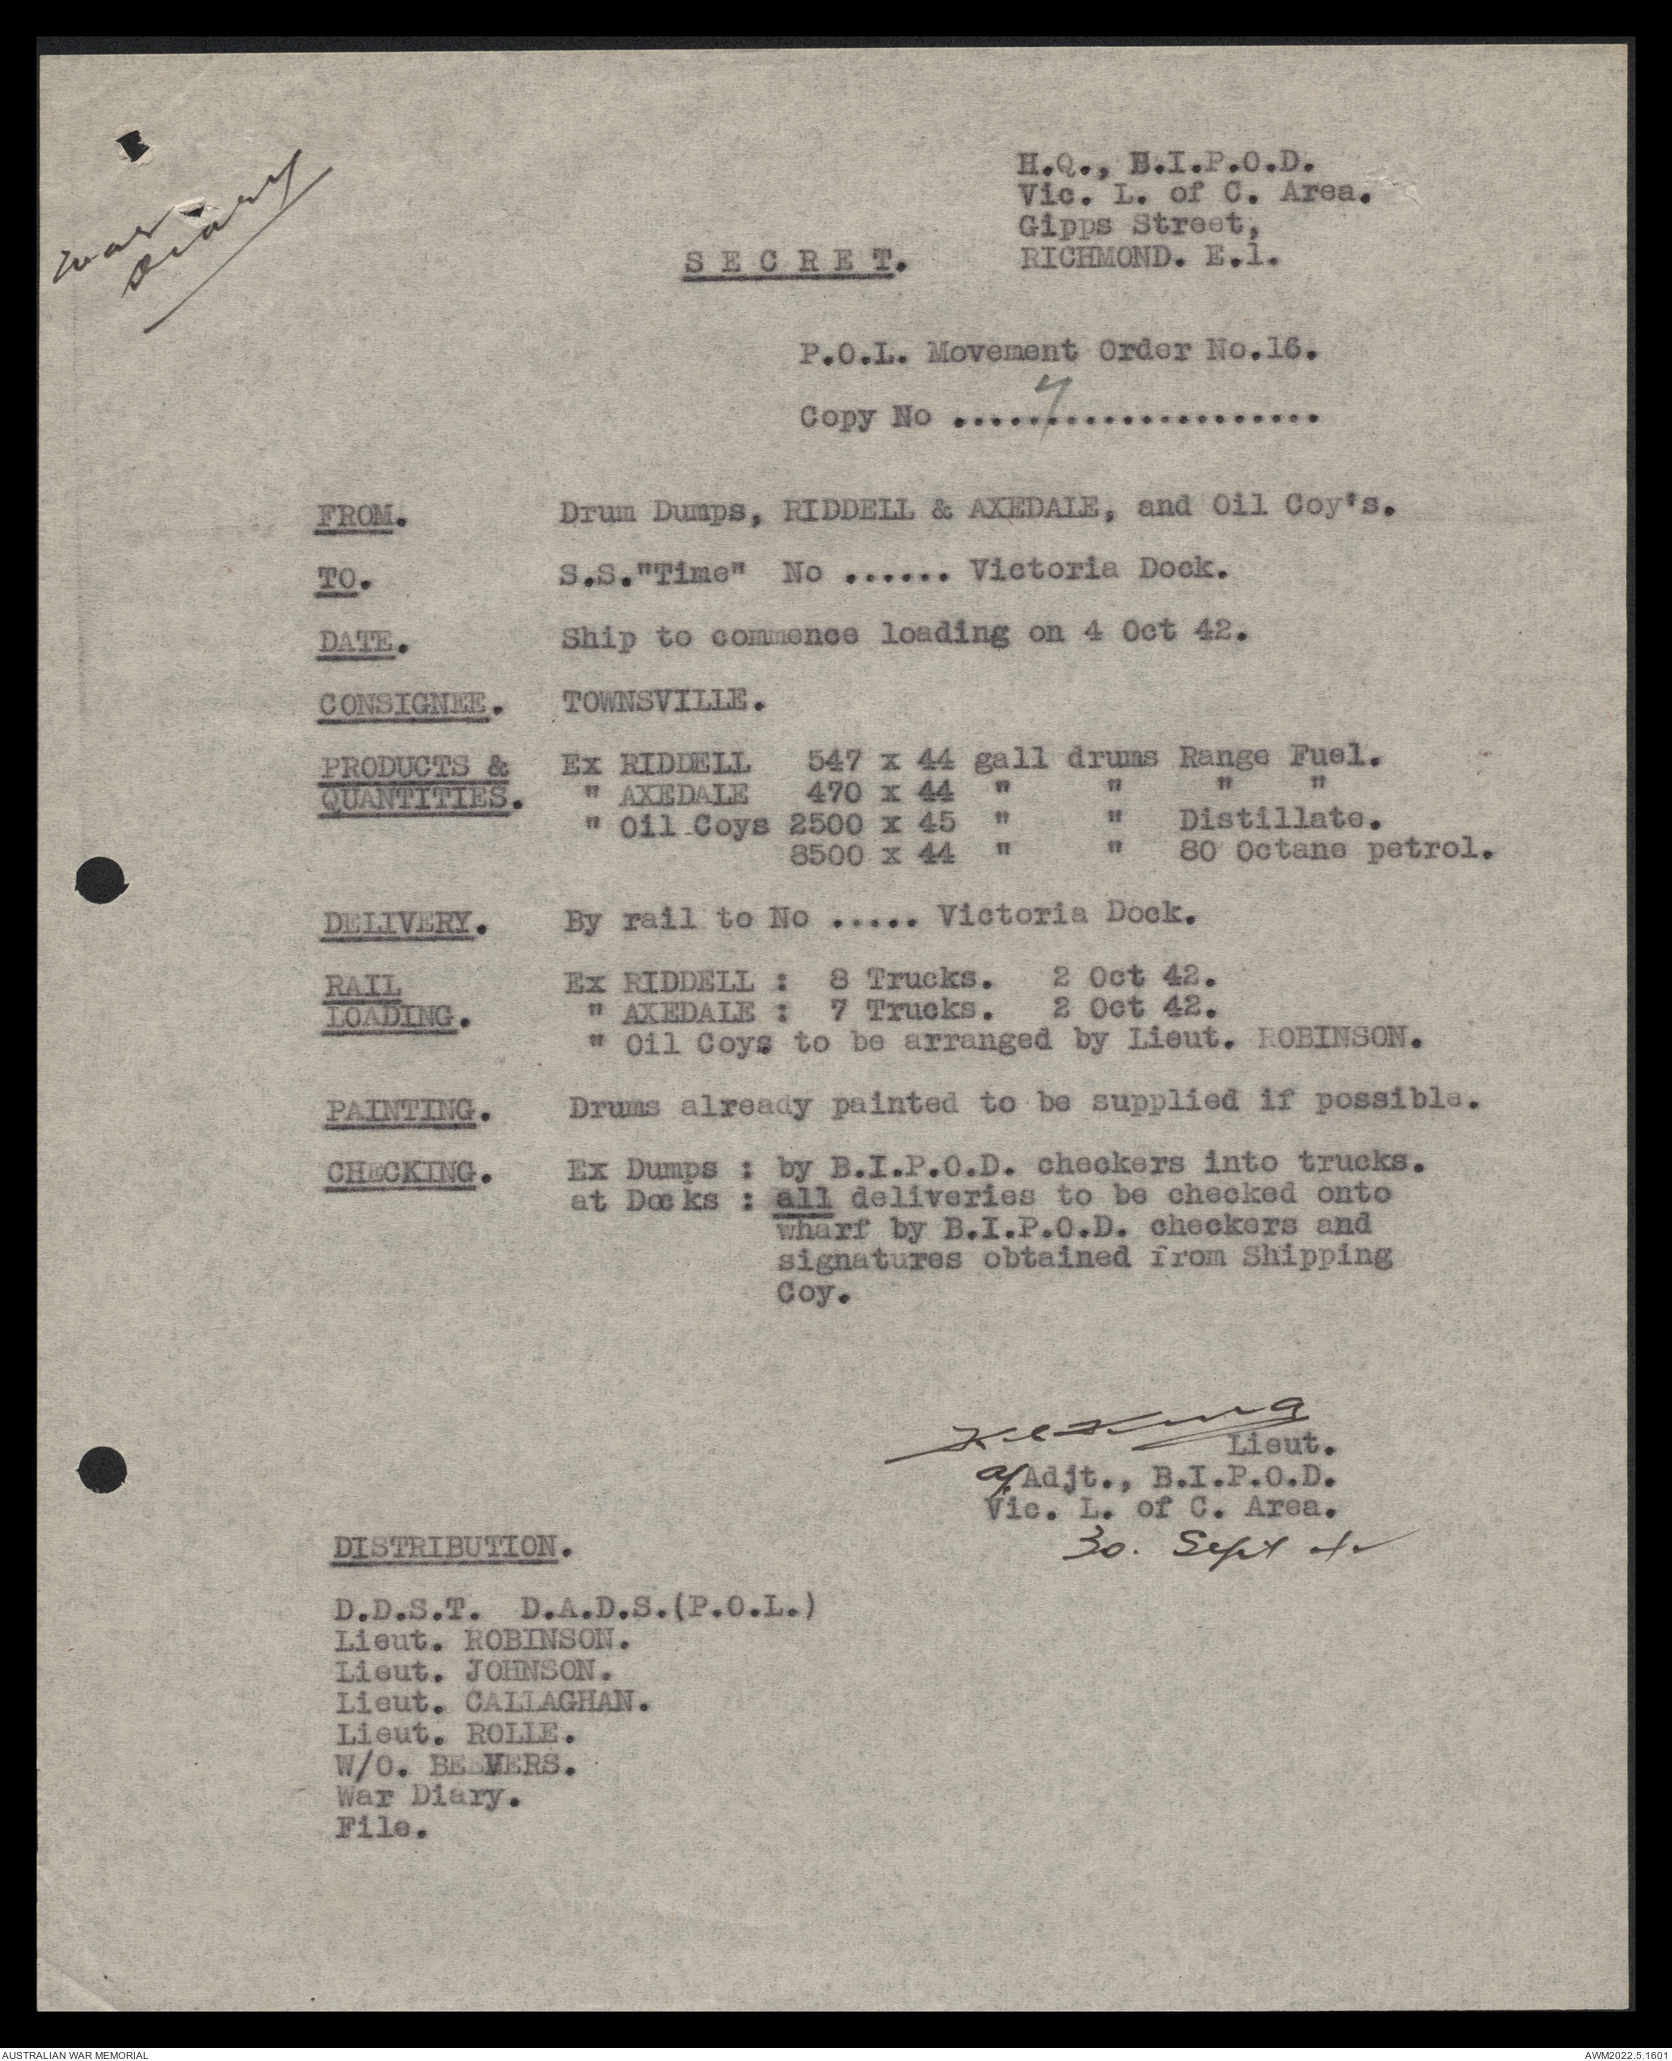 War
Diary
H.Q., B.I.P.O.D.
Vic. L. of C. Area.
Gipps Street,
RICHMOND. E.1.
S E C R E T.
P.O.L. Movement Order No.16.
Copy No ....7................
FROM. Drum Dumps, RIDDELL & AXEDALE, and Oil Coy's.
TO. S.S."Time" No ...... Victoria Dock.
DATE. Ship to commence loading on 4 Oct 42.
CONSIGNEE. TOWNSVILLE.
PRODUCTS & Ex RIDDELL 547 x 44 gall drums Range Fuel.
QUANTITIES. " AXEDALE 470 x 44 " " " "
" Oil Coys 2500 x 45 " " Distillate.
8500 x 44 " " 80 Octane petrol.
DELIVERY. By rail to No ..... Victoria Dock.
RAIL Ex RIDDELL : 8 Trucks. 2 Oct 42.
LOADING. " AXEDALE : 7 Trucks. 2 Oct 42.
" Oil Coys to be arranged by Lieut. ROBINSON.
PAINTING. Drums already painted to be supplied if possible.
CHECKING. Ex Dumps : by B.I.P.O.D. checkers into trucks.
at Docks : all deliveries to be checked onto
wharf by B.I.P.O.D. checkers and
signatures obtained from Shipping
Coy.
Lieut.
a/Adjt., B.I.P.O.D.
Vic. L. of C. Area.
30. Sept 42
DISTRIBUTION.
D.D.S.T. D.A.D.S.(P.O.L.)
Lieut. ROBINSON.
Lieut. JOHNSON.
Lieut. CALLAGHAN.
Lieut. ROLLE.
W/O. BEEVERS.
War Diary.
File.
AUSTRALIAN WAR MEMORIAL
AWM2022.5.1601